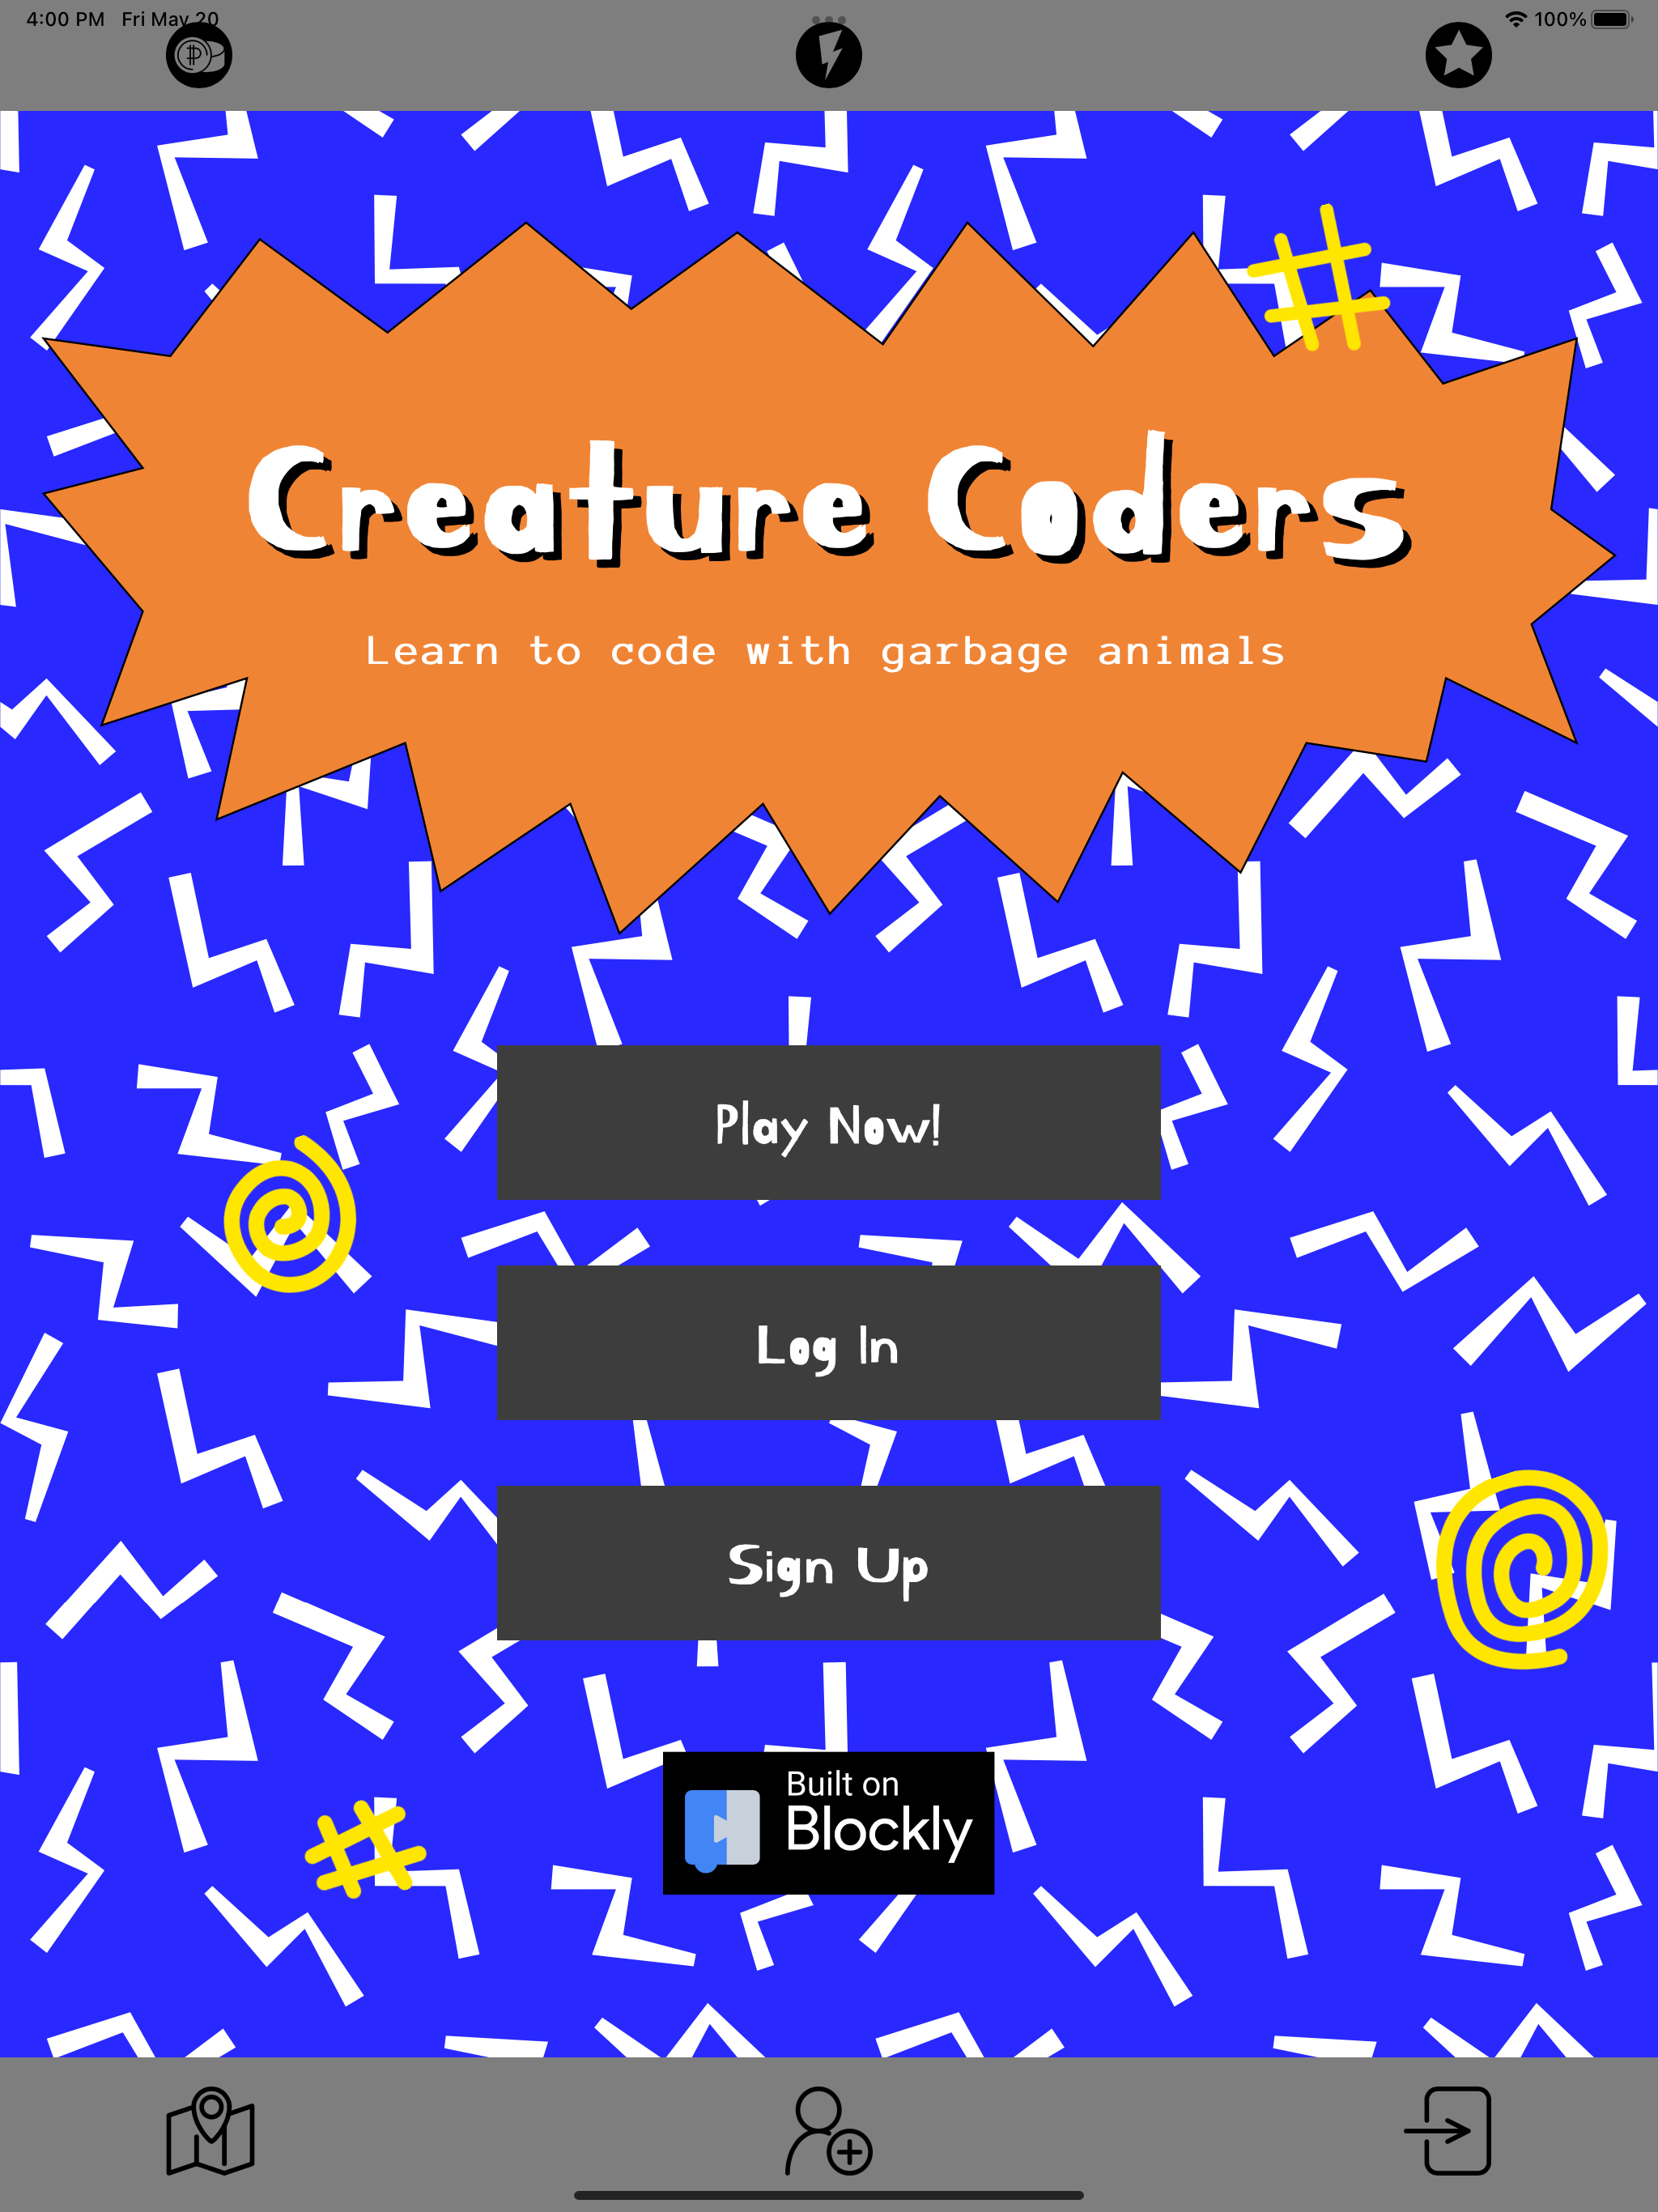 4:00 PM Fri May 20
100%
Creature Coders
Learn to code with garbage animals
Play Now!
Log In
Sign Up
Built on
Blockly